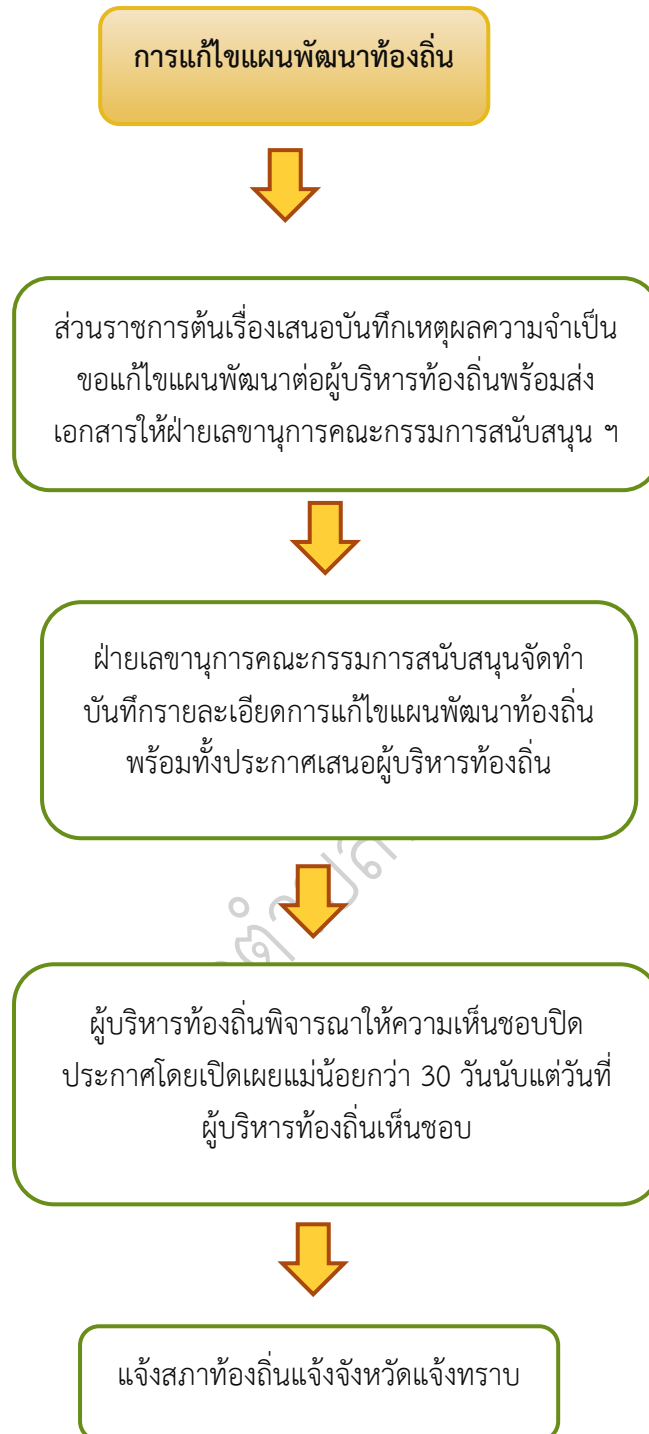 การแก้ไขแผนพัฒนาท้องถิ่น
ส่วนราชการต้นเรื่องเสนอบันทึกเหตุผลความจำเป็น
ขอแก้ไขแผนพัฒนาต่อผู้บริหารท้องถิ่นพร้อมส่ง
เอกสารให้ฝ่ายเลขานุการคณะกรรมการสนับสนุน ฯ
ฝ่ายเลขานุการคณะกรรมการสนับสนุนจัดทำ
บันทึกรายละเอียดการแก้ไขแผนพัฒนาท้องถิ่น
พร้อมทั้งประกาศเสนอผู้บริหารท้องถิ่น
ผู้บริหารท้องถิ่นพิจารณาให้ความเห็นชอบปิด
ประกาศโดยเปิดเผยแม่น้อยกว่า 30 วันนับแต่วันที่
ผู้บริหารท้องถิ่นเห็นชอบ
แจ้งสภาท้องถิ่นแจ้งจังหวัดแจ้งทราบ